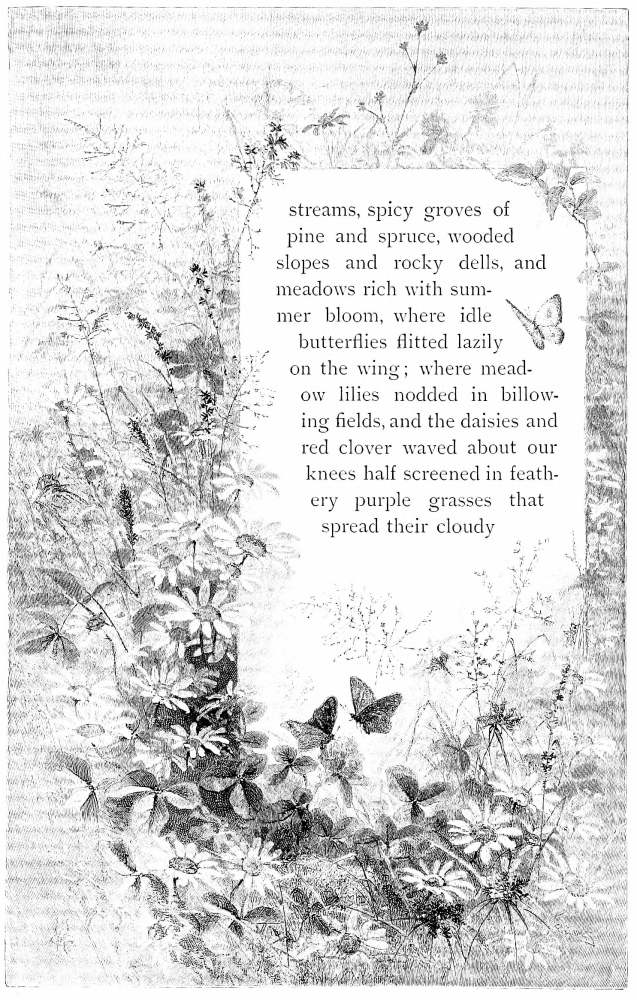 streams, spicy groves of
pine and spruce, wooded
slopes and rocky dells, and
meadows rich with sum-
mer bloom, where idle
butterflies flitted lazily
on the wing; where mead-
ow lilies nodded in billow-
ing fields, and the daisies and
red clover waved about our
knees half screened in feath-
ery purple grasses that
spread their cloudy